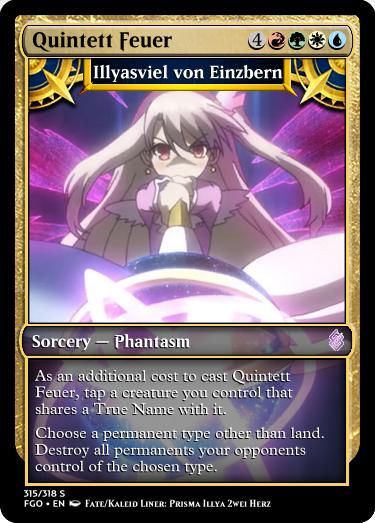 Quintett Feuer 4
Illyasviel von Einzbern
Sorcery — Phantasm
As an additional cost to cast Quintett
Feuer, tap a creature you control that
shares a True Name with it.
Choose a permanent type other than land.
Destroy all permanents your opponents
control of the chosen type.
315/318 S
FGO • EN Fate/Kaleid Liner: Prisma Illya 2wei Herz